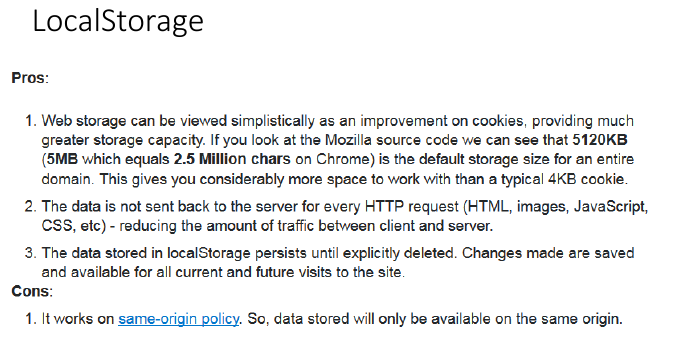 LocalStorage
Pros:
1. Web storage can be viewed simplistically as an improvement on cookies, providing much
greater storage capacity. If you look at the Mozilla source code we can see that 5120KB
(5MB which equals 2.5 Million chars on Chrome) is the default storage size for an entire
domain. This gives you considerably more space to work with than a typical 4KB cookie.
2. The data is not sent back to the server for every HTTP request (HTML, images, JavaScript,
CSS, etc) - reducing the amount of traffic between client and server.
3. The data stored in localStorage persists until explicitly deleted. Changes made are saved
and available for all current and future visits to the site.
Cons:
1. It works on same-origin policy. So, data stored will only be available on the same origin.